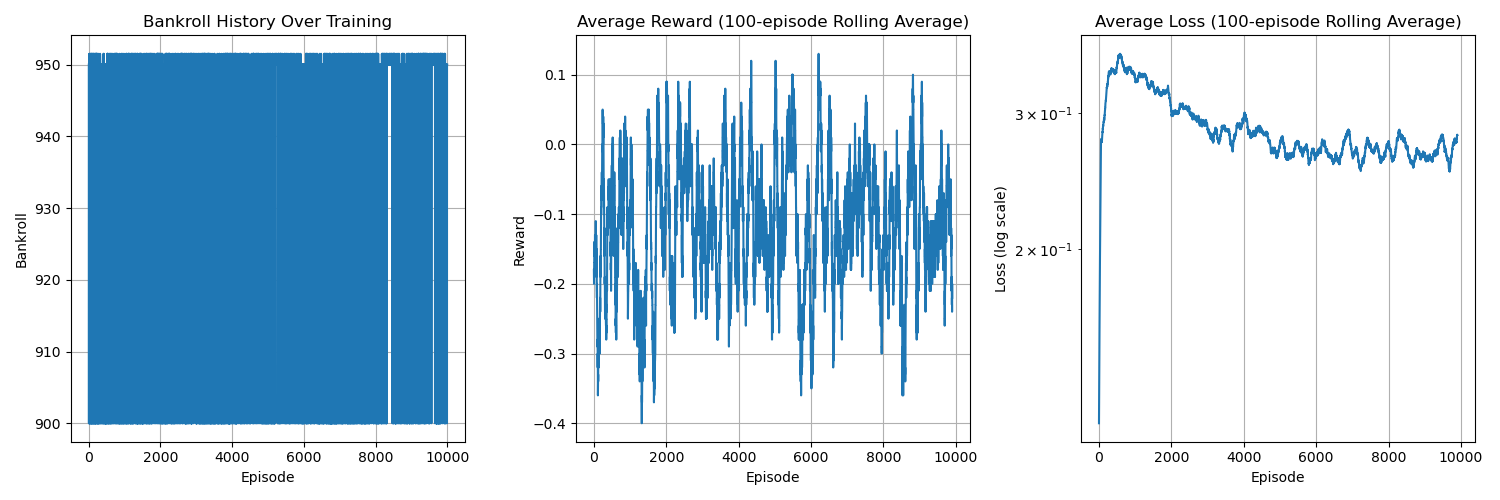 Bankroll History Over Training
950
940
930
920
910
900
Bankroll
0 2000 4000 6000 8000 10000
Episode
Average Reward (100-episode Rolling Average)
0.1
0.0
−0.1
−0.2
−0.3
−0.4
Reward
0 2000 4000 6000 8000 10000
Episode
Average Loss (100-episode Rolling Average)
3 × 10⁻¹
2 × 10⁻¹
Loss (log scale)
0 2000 4000 6000 8000 10000
Episode